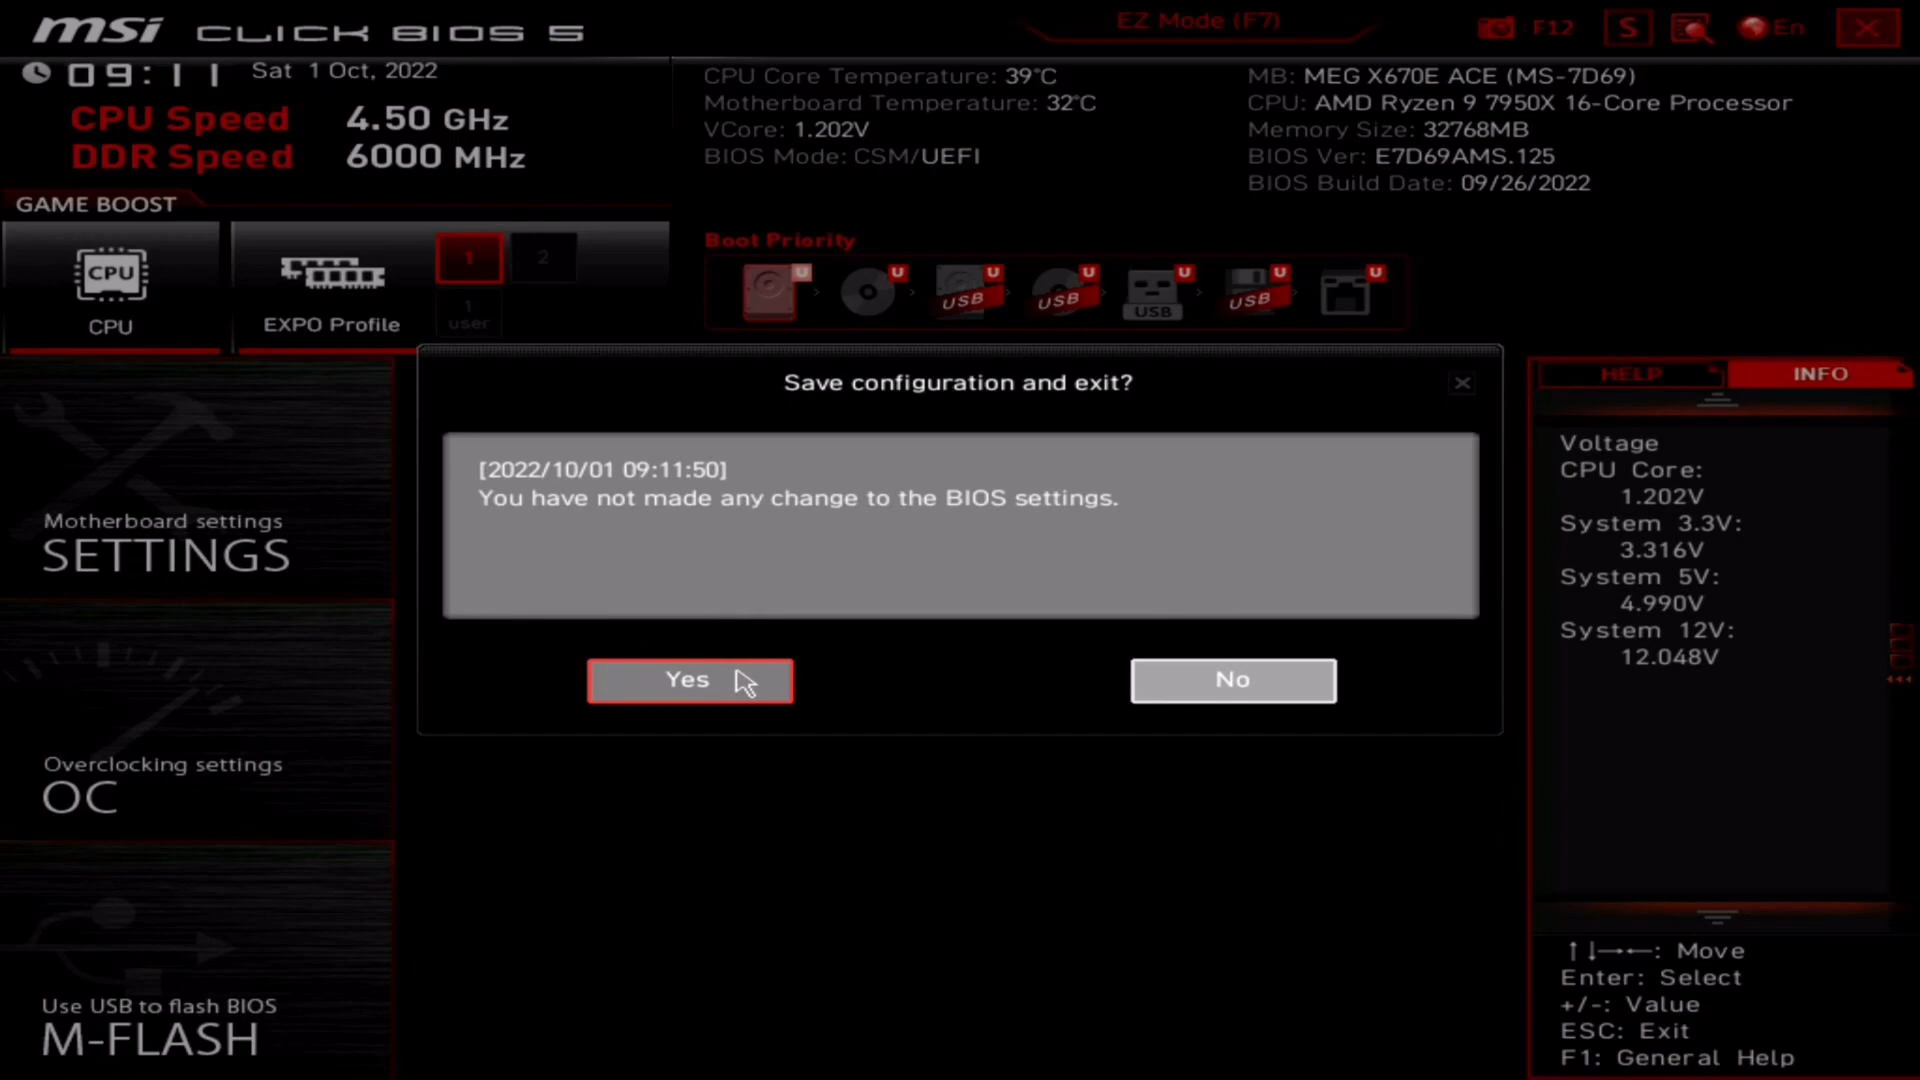 msi CLICK BIOS 5
EZ Mode (F7)
F12
S
En
09:11
Sat 1 Oct, 2022
CPU Speed 4.50 GHz
DDR Speed 6000 MHz
CPU Core Temperature: 39°C
Motherboard Temperature: 32°C
VCore: 1.202V
BIOS Mode: CSM/UEFI
MB: MEG X670E ACE (MS-7D69)
CPU: AMD Ryzen 9 7950X 16-Core Processor
Memory Size: 32768MB
BIOS Ver: E7D69AMS.125
BIOS Build Date: 09/26/2022
GAME BOOST
CPU
CPU
EXPO Profile
1
2
1
user
Boot Priority
U
U
U
USB
U
USB
U
USB
U
USB
U
Save configuration and exit?
[2022/10/01 09:11:50]
You have not made any change to the BIOS settings.
Yes
No
Motherboard settings
SETTINGS
Overclocking settings
OC
Use USB to flash BIOS
M-FLASH
HELP
INFO
Voltage
CPU Core:
1.202V
System 3.3V:
3.316V
System 5V:
4.990V
System 12V:
12.048V
↑↓→←: Move
Enter: Select
+/-: Value
ESC: Exit
F1: General Help